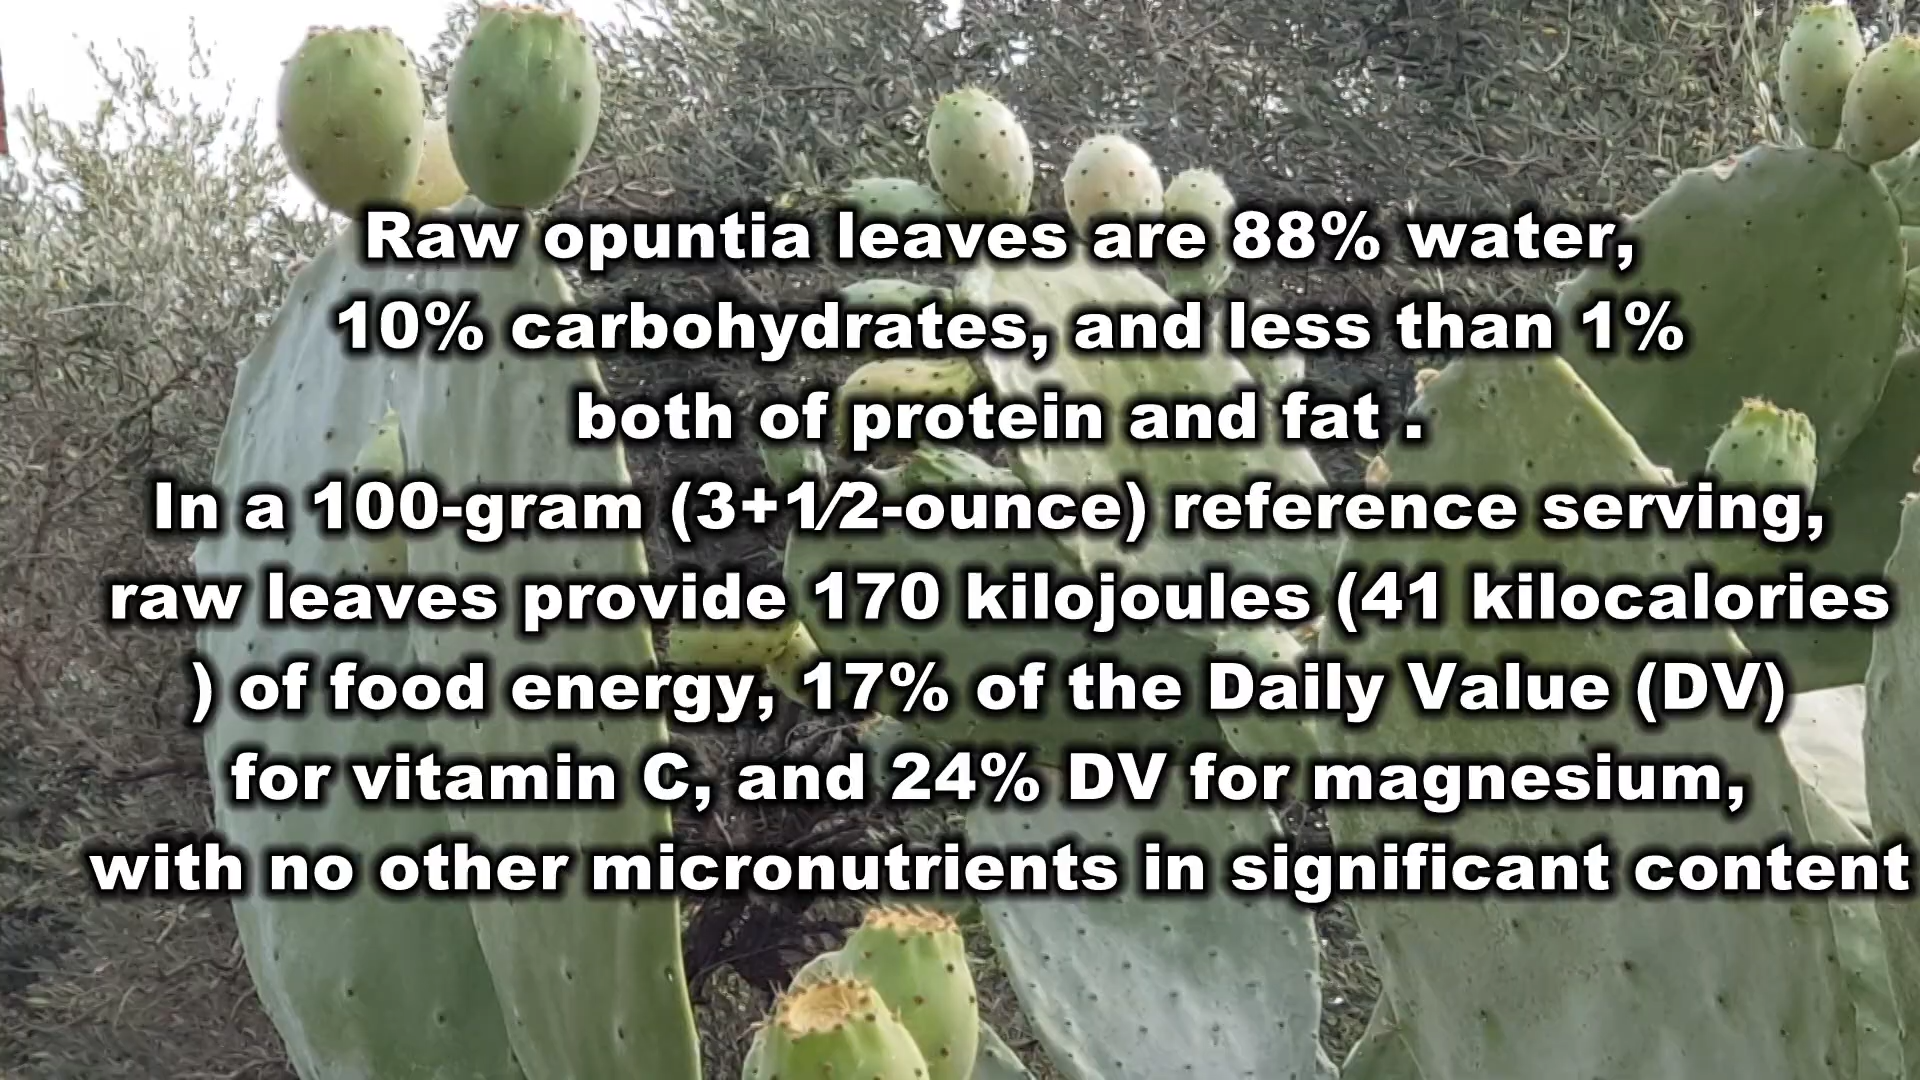 Raw opuntia leaves are 88% water,
10% carbohydrates, and less than 1%
both of protein and fat .
In a 100-gram (3+1⁄2-ounce) reference serving,
raw leaves provide 170 kilojoules (41 kilocalories
) of food energy, 17% of the Daily Value (DV)
for vitamin C, and 24% DV for magnesium,
with no other micronutrients in significant content